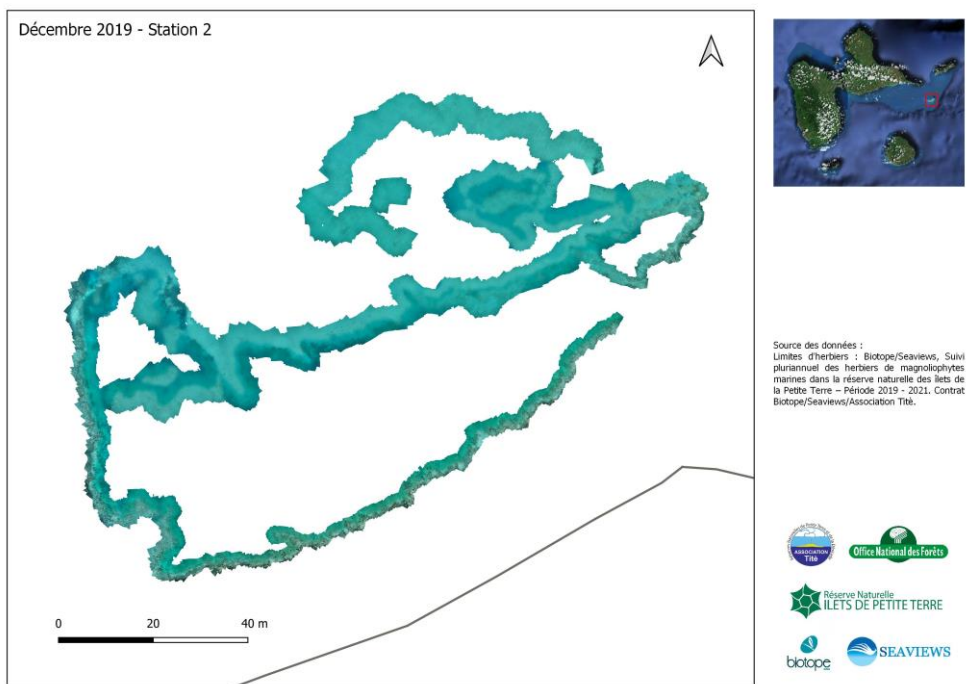 Décembre 2019 - Station 2
0 20 40 m
Source des données :
Limites d'herbiers : Biotope/Seaviews, Suivi
pluriannuel des herbiers de magnoliophytes
marines dans la réserve naturelle des îlets de
la Petite Terre – Période 2019 - 2021. Contrat
Biotope/Seaviews/Association Titè.
ASSOCIATION
Titè
Office National des Forêts
Réserve Naturelle
ILETS DE PETITE TERRE
biotope
SEAVIEWS